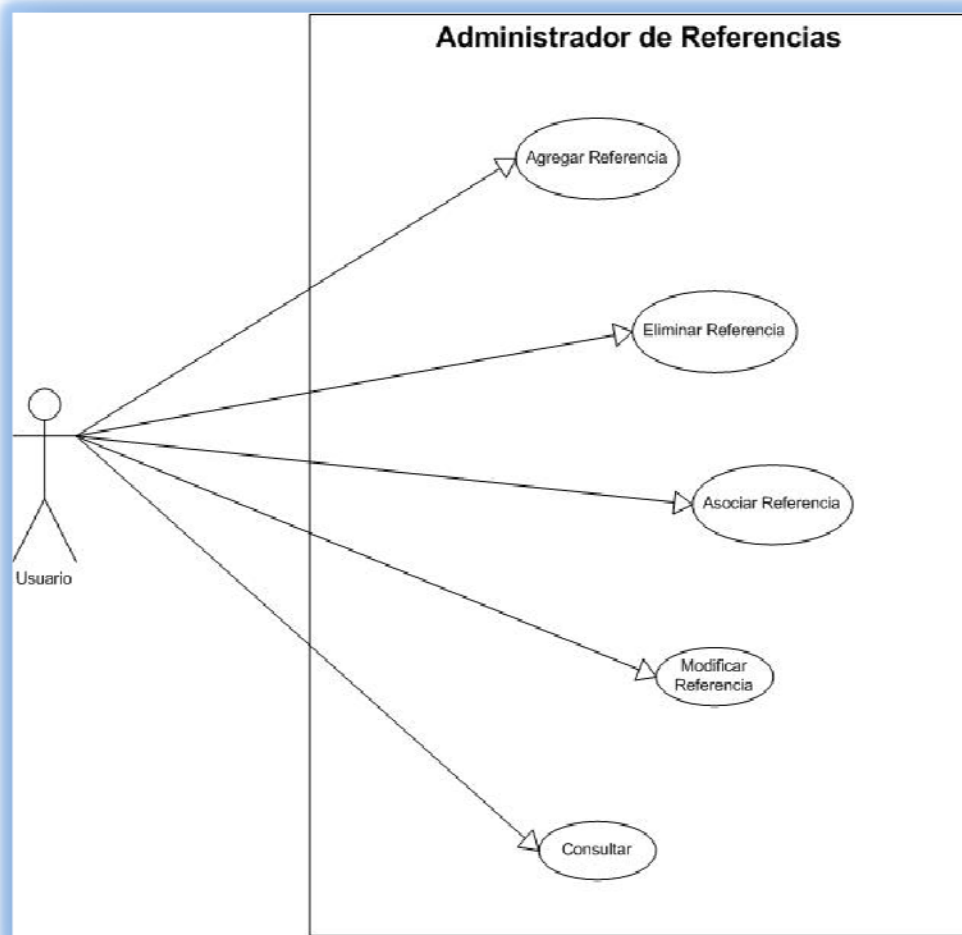 Administrador de Referencias
Agregar Referencia
Eliminar Referencia
Asociar Referencia
Usuario
Modificar
Referencia
Consultar